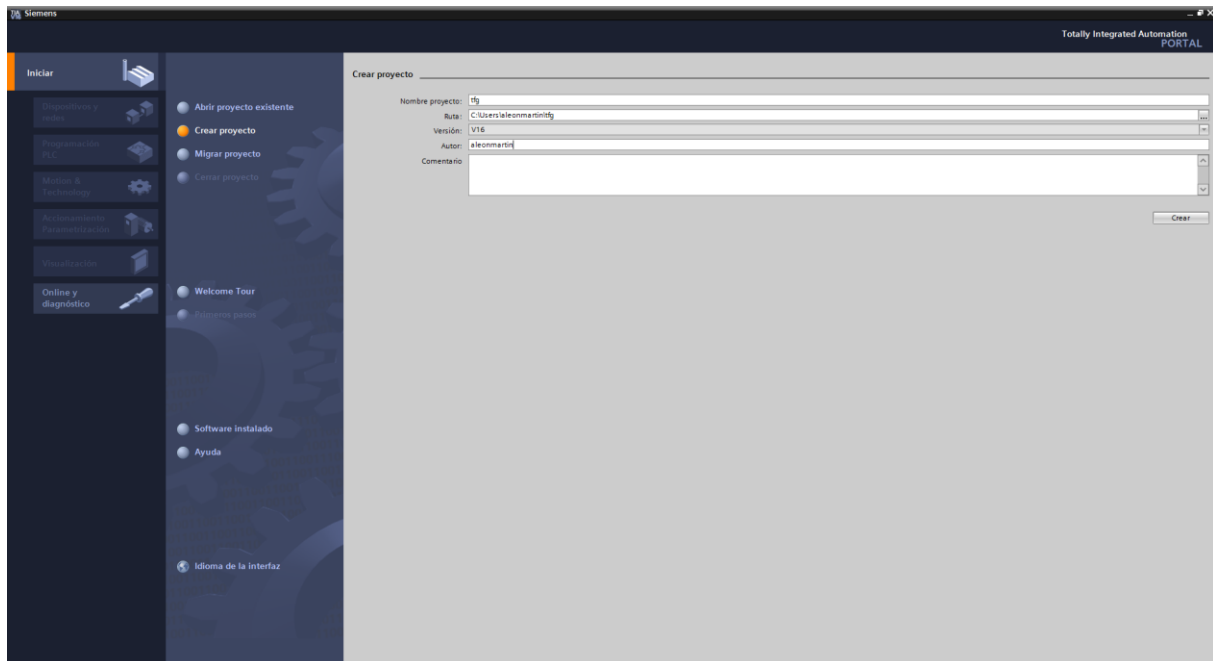 Siemens
Totally Integrated Automation
PORTAL
Iniciar
Dispositivos y
redes
Programación
PLC
Motion &
Technology
Accionamiento
Parametrización
Visualización
Online y
diagnóstico
Abrir proyecto existente
Crear proyecto
Migrar proyecto
Cerrar proyecto
Welcome Tour
Primeros pasos
Software instalado
Ayuda
Idioma de la interfaz
Crear proyecto
Nombre proyecto: tfg
Ruta: C:\Users\aleonmartin\tfg
...
Versión: V16
Autor: aleonmartin
Comentario
Crear